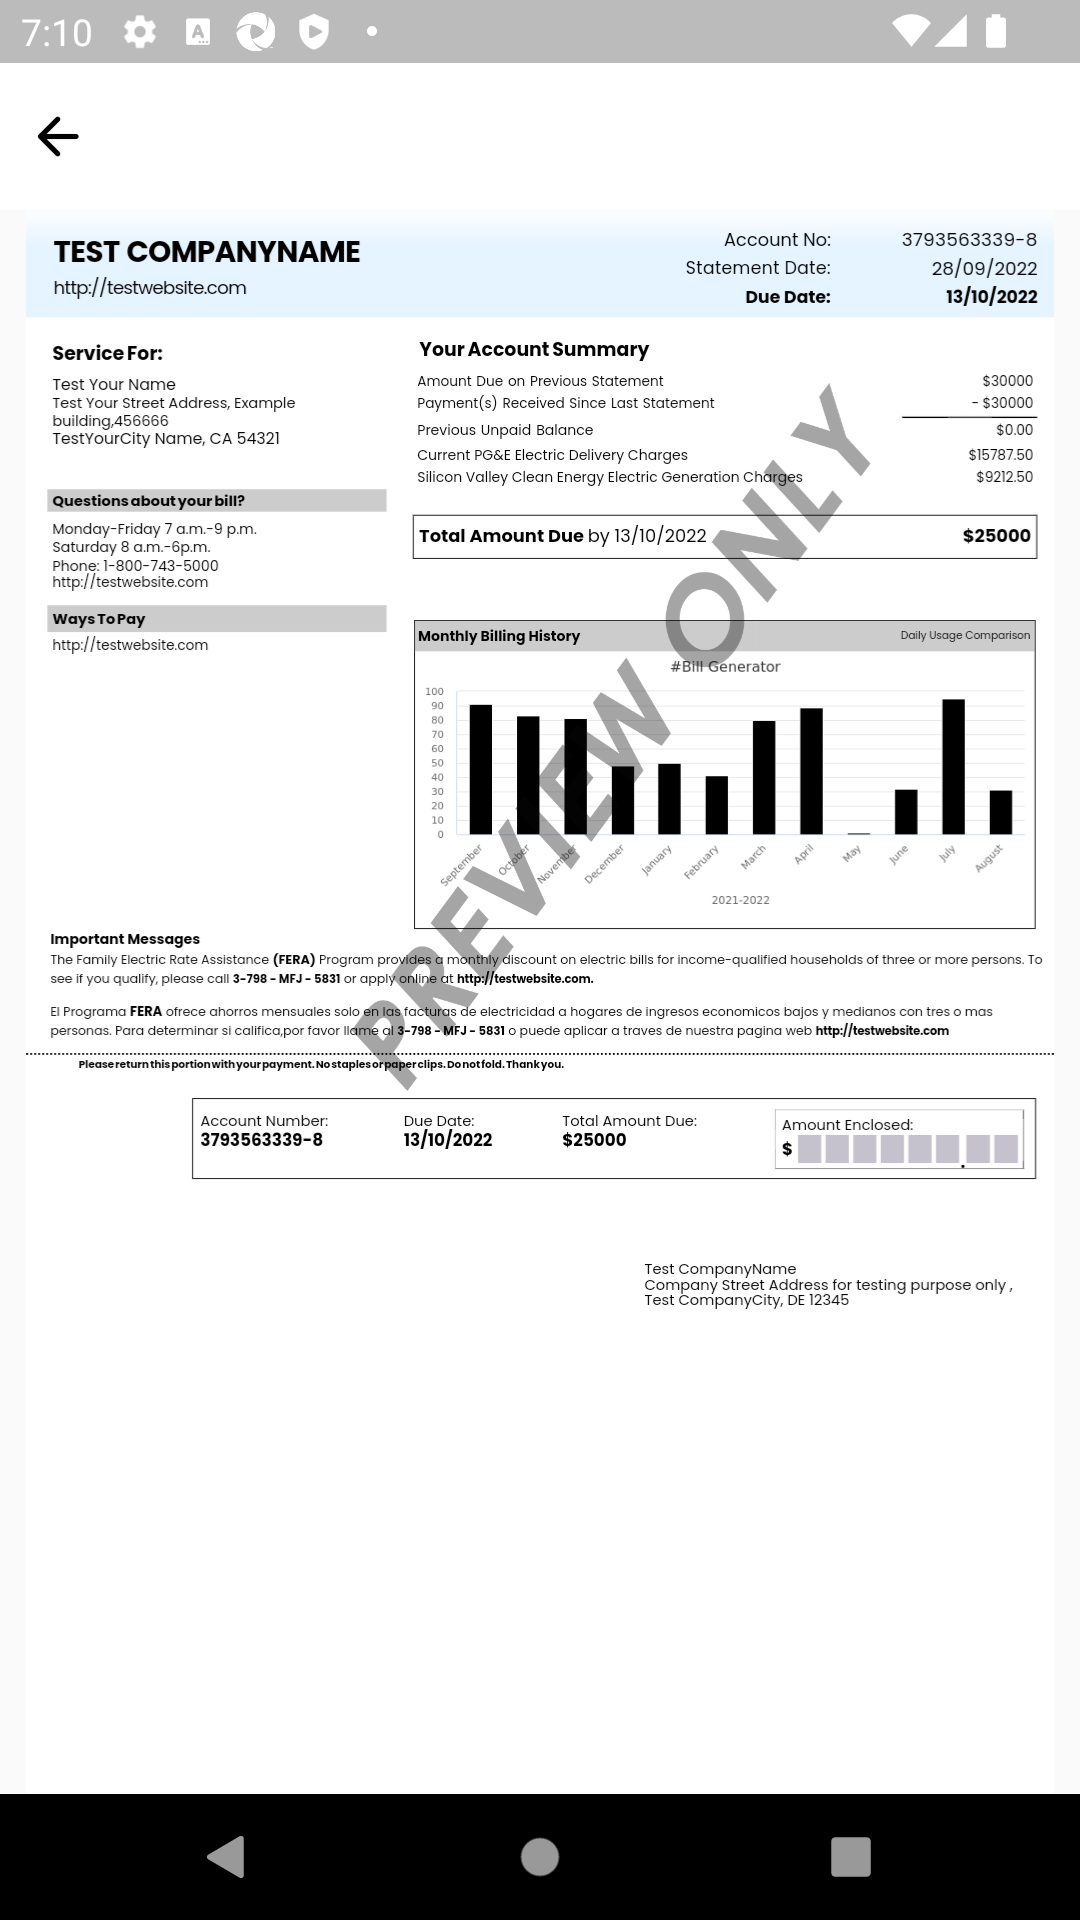 7:10
TEST COMPANYNAME
http://testwebsite.com
Account No: 3793563339-8
Statement Date: 28/09/2022
Due Date: 13/10/2022
Service For:
Test Your Name
Test Your Street Address, Example
building,456666
TestYourCity Name, CA 54321
Questions about your bill?
Monday-Friday 7 a.m.-9 p.m.
Saturday 8 a.m.-6p.m.
Phone: 1-800-743-5000
http://testwebsite.com
Ways To Pay
http://testwebsite.com
Your Account Summary
Amount Due on Previous Statement $30000
Payment(s) Received Since Last Statement - $30000
Previous Unpaid Balance $0.00
Current PG&E Electric Delivery Charges $15787.50
Silicon Valley Clean Energy Electric Generation Charges $9212.50
Total Amount Due by 13/10/2022 $25000
Monthly Billing History Daily Usage Comparison
#Bill Generator
100
90
80
70
60
50
40
30
20
10
0
September October November December January February March April May June July August
2021-2022
PREVIEW ONLY
Important Messages
The Family Electric Rate Assistance (FERA) Program provides a monthly discount on electric bills for income-qualified households of three or more persons. To
see if you qualify, please call 3-798 - MFJ - 5831 or apply online at http://testwebsite.com.
El Programa FERA ofrece ahorros mensuales solo en las facturas de electricidad a hogares de ingresos economicos bajos y medianos con tres o mas
personas. Para determinar si califica,por favor llame al 3-798 - MFJ - 5831 o puede aplicar a traves de nuestra pagina web http://testwebsite.com
Please return this portion with your payment. No staples or paper clips. Do not fold. Thank you.
Account Number: Due Date: Total Amount Due: Amount Enclosed:
3793563339-8 13/10/2022 $25000 $ .
Test CompanyName
Company Street Address for testing purpose only ,
Test CompanyCity, DE 12345